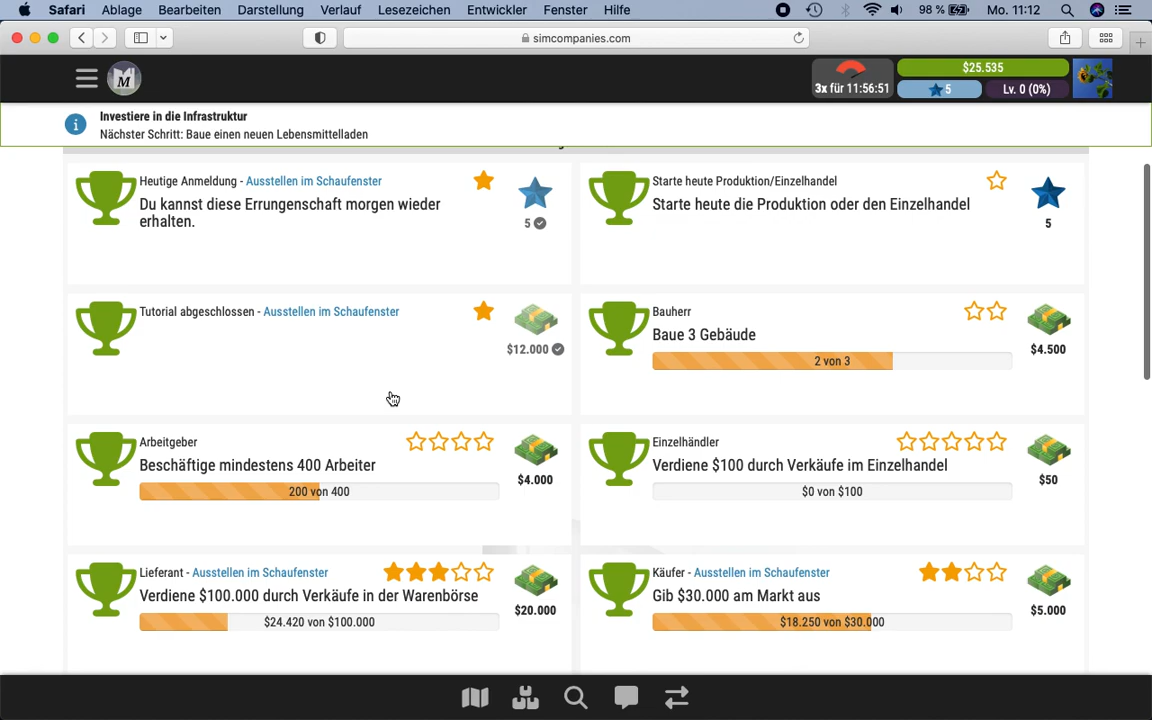 Safari Ablage Bearbeiten Darstellung Verlauf Lesezeichen Entwickler Fenster Hilfe 98 % Mo. 11:12
simcompanies.com
M 3x für 11:56:51 $25.535 5 Lv. 0 (0%)
Investiere in die Infrastruktur
Nächster Schritt: Baue einen neuen Lebensmittelladen
Heutige Anmeldung - Ausstellen im Schaufenster
Du kannst diese Errungenschaft morgen wieder
erhalten.
5
Starte heute Produktion/Einzelhandel
Starte heute die Produktion oder den Einzelhandel
5
Tutorial abgeschlossen - Ausstellen im Schaufenster
$12.000
Bauherr
Baue 3 Gebäude
2 von 3
$4.500
Arbeitgeber
Beschäftige mindestens 400 Arbeiter
200 von 400
$4.000
Einzelhändler
Verdiene $100 durch Verkäufe im Einzelhandel
$0 von $100
$50
Lieferant - Ausstellen im Schaufenster
Verdiene $100.000 durch Verkäufe in der Warenbörse
$24.420 von $100.000
$20.000
Käufer - Ausstellen im Schaufenster
Gib $30.000 am Markt aus
$18.250 von $30.000
$5.000